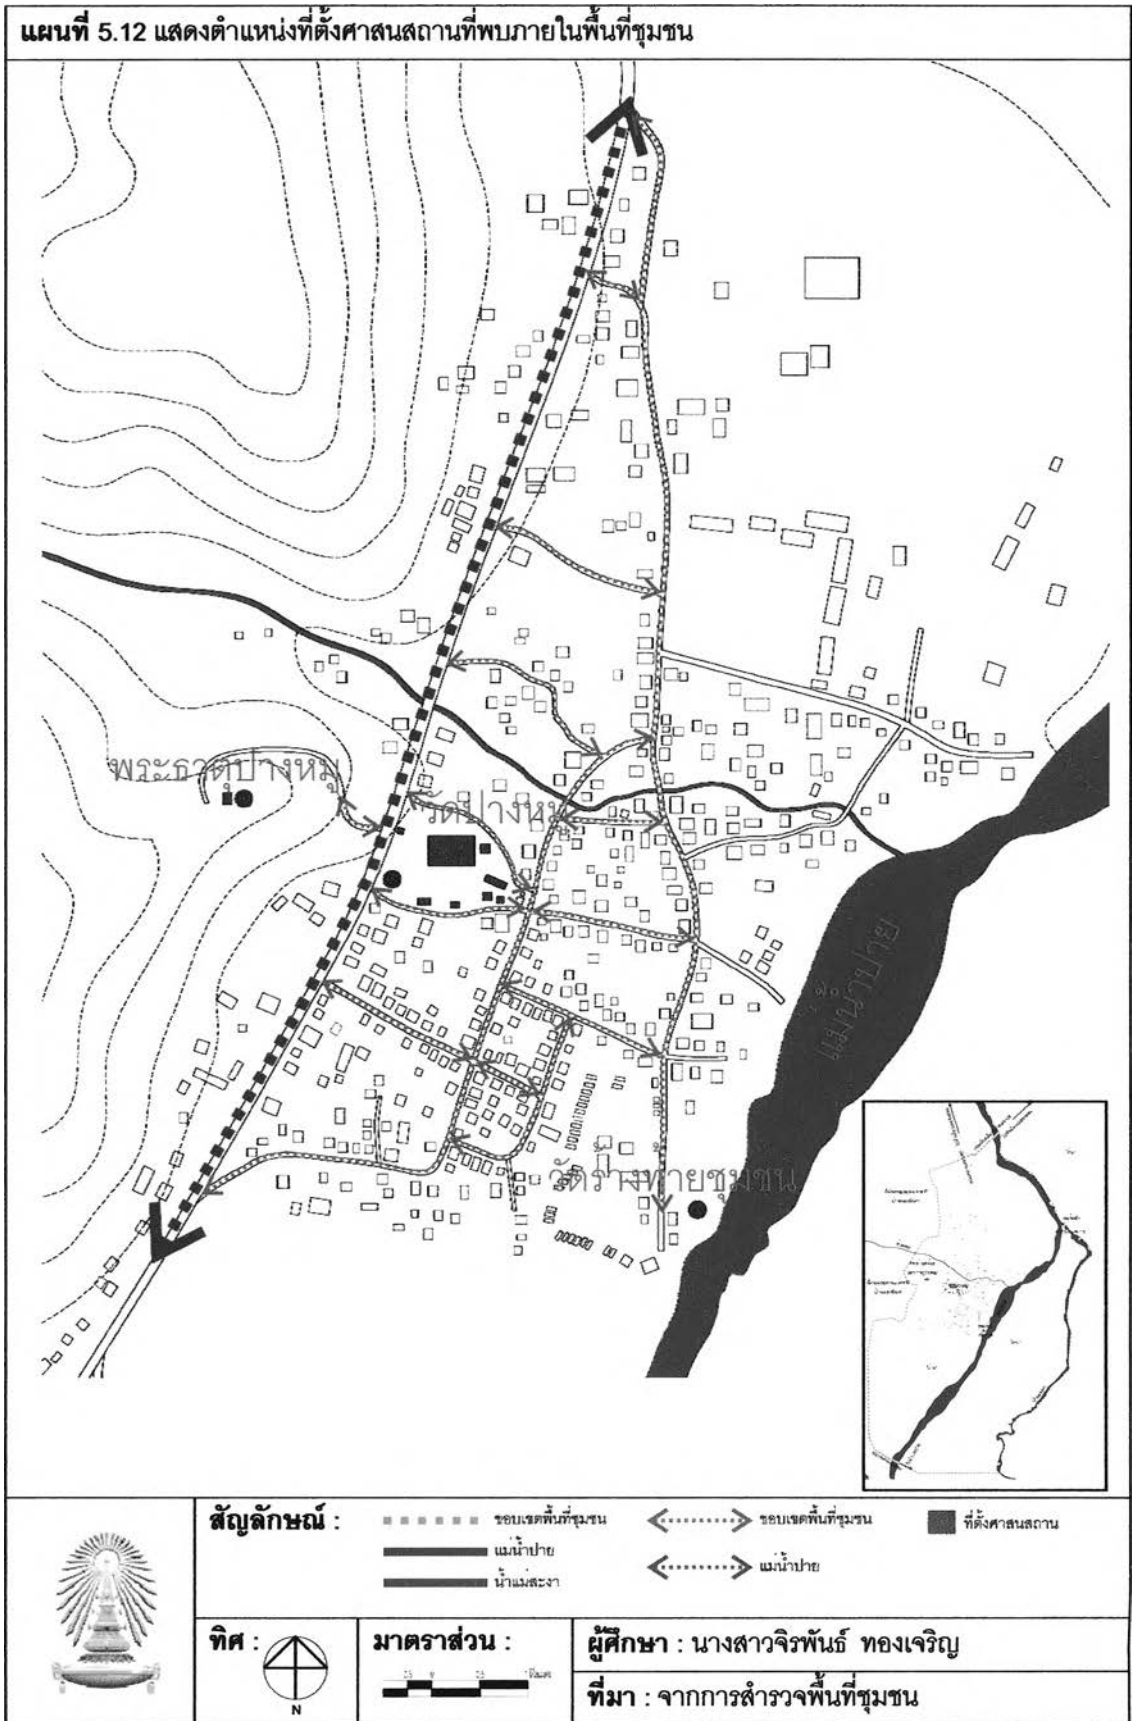 แผนที่ 5.12 แสดงตำแหน่งที่ตั้งศาสนสถานที่พบภายในพื้นที่ชุมชน
พระธาตุปางหมู
วัดปางหมู
แม่น้ำปาย
วัดร้างท้ายชุมชน
สัญลักษณ์ :
ขอบเขตพื้นที่ชุมชน
แม่น้ำปาย
น้ำแม่สะงา
ขอบเขตพื้นที่ชุมชน
แม่น้ำปาย
ที่ตั้งศาสนสถาน
ทิศ :
N
มาตราส่วน :
ผู้ศึกษา : นางสาวจิรพันธ์ ทองเจริญ
ที่มา : จากการสำรวจพื้นที่ชุมชน